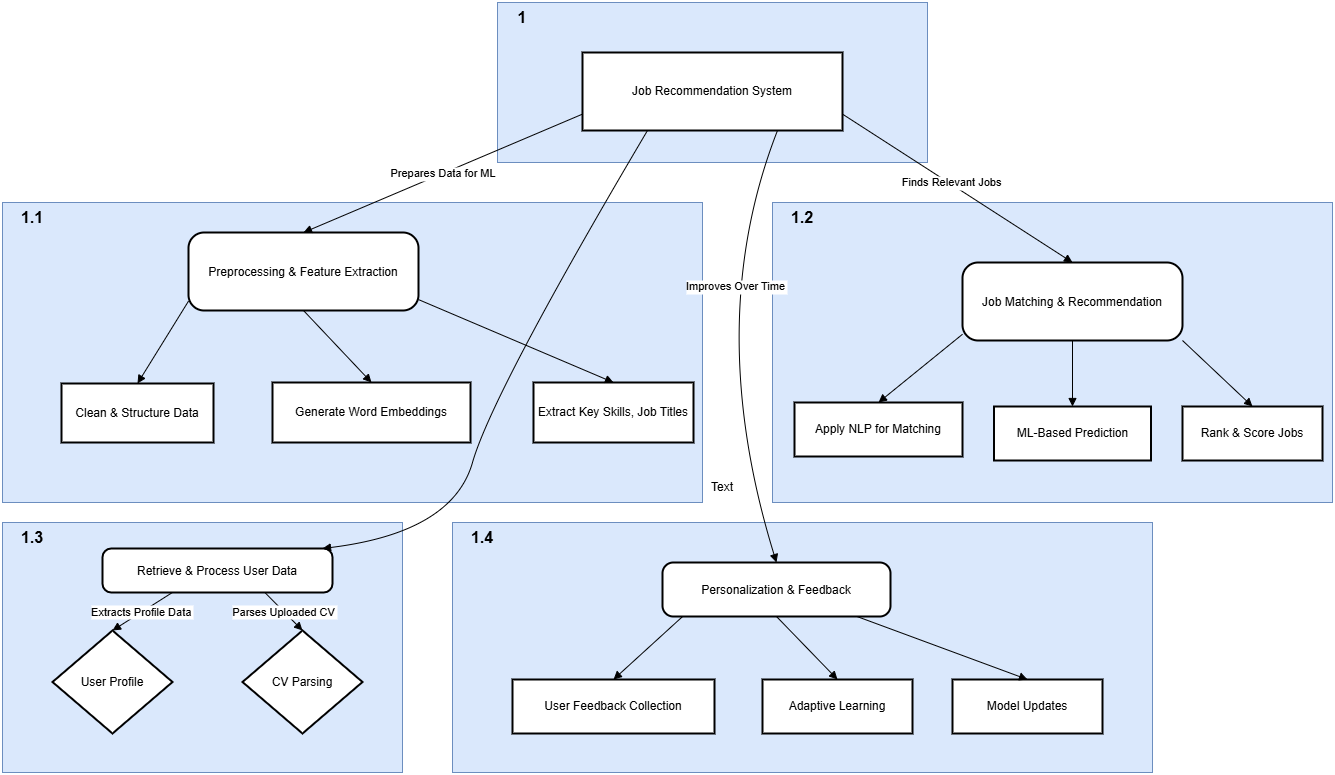 1
Job Recommendation System
Prepares Data for ML
Finds Relevant Jobs
1.1
Preprocessing & Feature Extraction
Clean & Structure Data
Generate Word Embeddings
Extract Key Skills, Job Titles
Improves Over Time
1.2
Job Matching & Recommendation
Apply NLP for Matching
ML-Based Prediction
Rank & Score Jobs
Text
1.3
Retrieve & Process User Data
Extracts Profile Data
Parses Uploaded CV
User Profile
CV Parsing
1.4
Personalization & Feedback
User Feedback Collection
Adaptive Learning
Model Updates